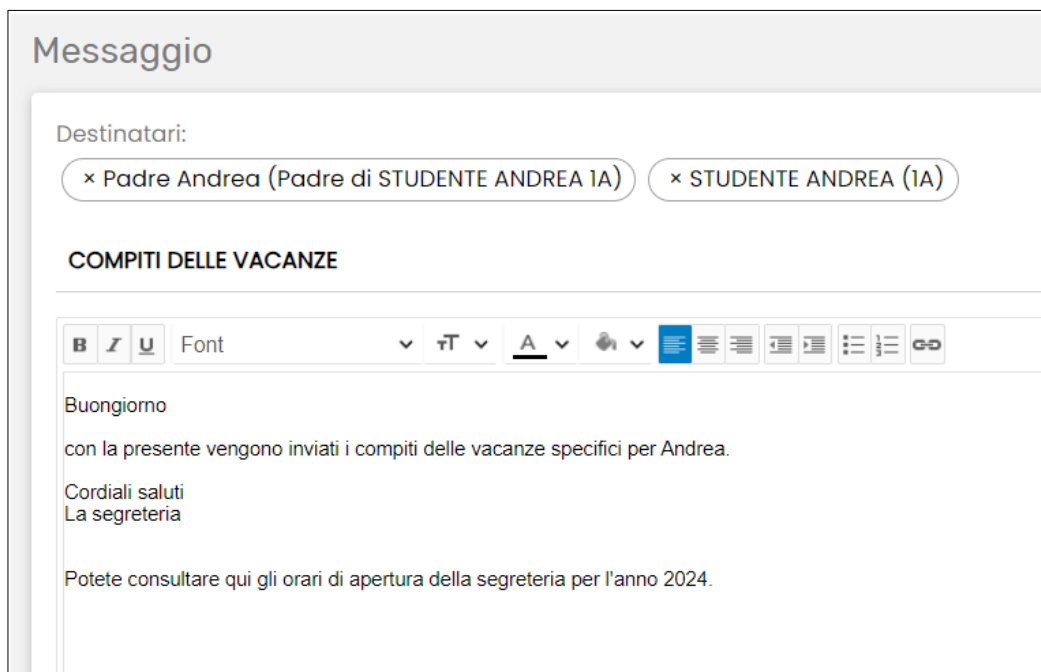 Messaggio
Destinatari:
× Padre Andrea (Padre di STUDENTE ANDREA 1A) × STUDENTE ANDREA (1A)
COMPITI DELLE VACANZE
B I U Font TT A
Buongiorno
con la presente vengono inviati i compiti delle vacanze specifici per Andrea.
Cordiali saluti
La segreteria
Potete consultare qui gli orari di apertura della segreteria per l'anno 2024.